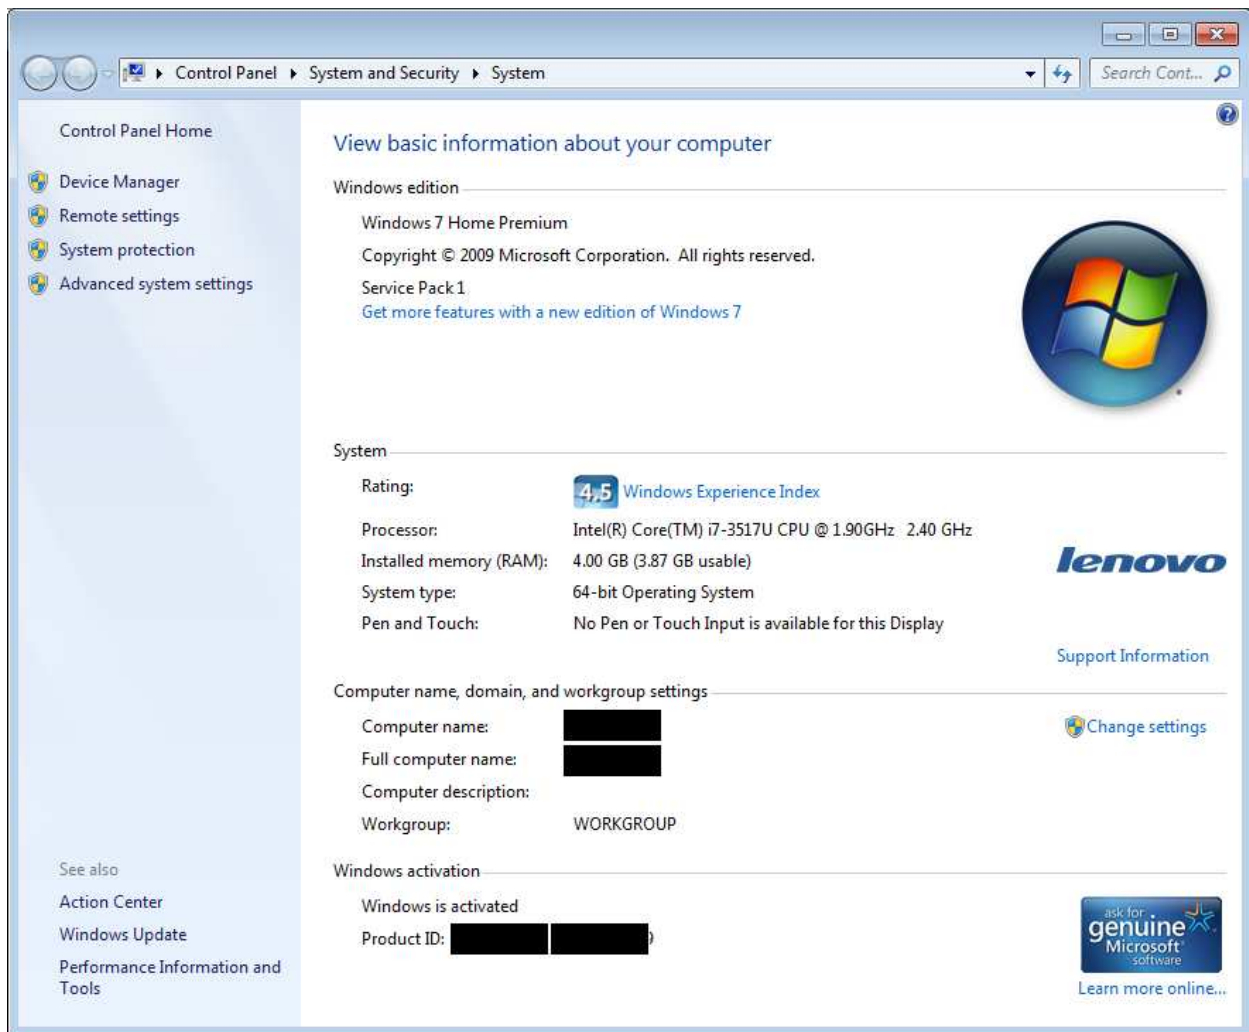 Control Panel ▸ System and Security ▸ System
Search Cont...
Control Panel Home
Device Manager
Remote settings
System protection
Advanced system settings
See also
Action Center
Windows Update
Performance Information and
Tools
View basic information about your computer
Windows edition
Windows 7 Home Premium
Copyright © 2009 Microsoft Corporation. All rights reserved.
Service Pack 1
Get more features with a new edition of Windows 7
System
Rating: 4,5 Windows Experience Index
Processor: Intel(R) Core(TM) i7-3517U CPU @ 1.90GHz 2.40 GHz
Installed memory (RAM): 4.00 GB (3.87 GB usable)
System type: 64-bit Operating System
Pen and Touch: No Pen or Touch Input is available for this Display
lenovo
Support Information
Computer name, domain, and workgroup settings
Computer name:
Change settings
Full computer name:
Computer description:
Workgroup: WORKGROUP
Windows activation
Windows is activated
Product ID:
ask for
genuine
Microsoft
software
Learn more online...